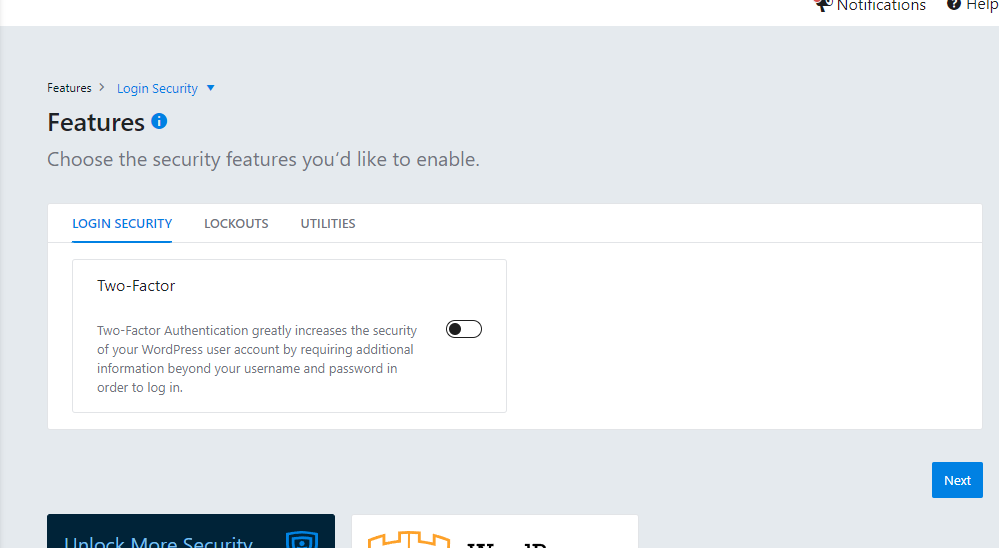 Notifications
Help
Features
Login Security
Features
Choose the security features you'd like to enable.
LOGIN SECURITY
LOCKOUTS
UTILITIES
Two-Factor
Two-Factor Authentication greatly increases the security
of your WordPress user account by requiring additional
information beyond your username and password in
order to log in.
Next
Unlock More Security